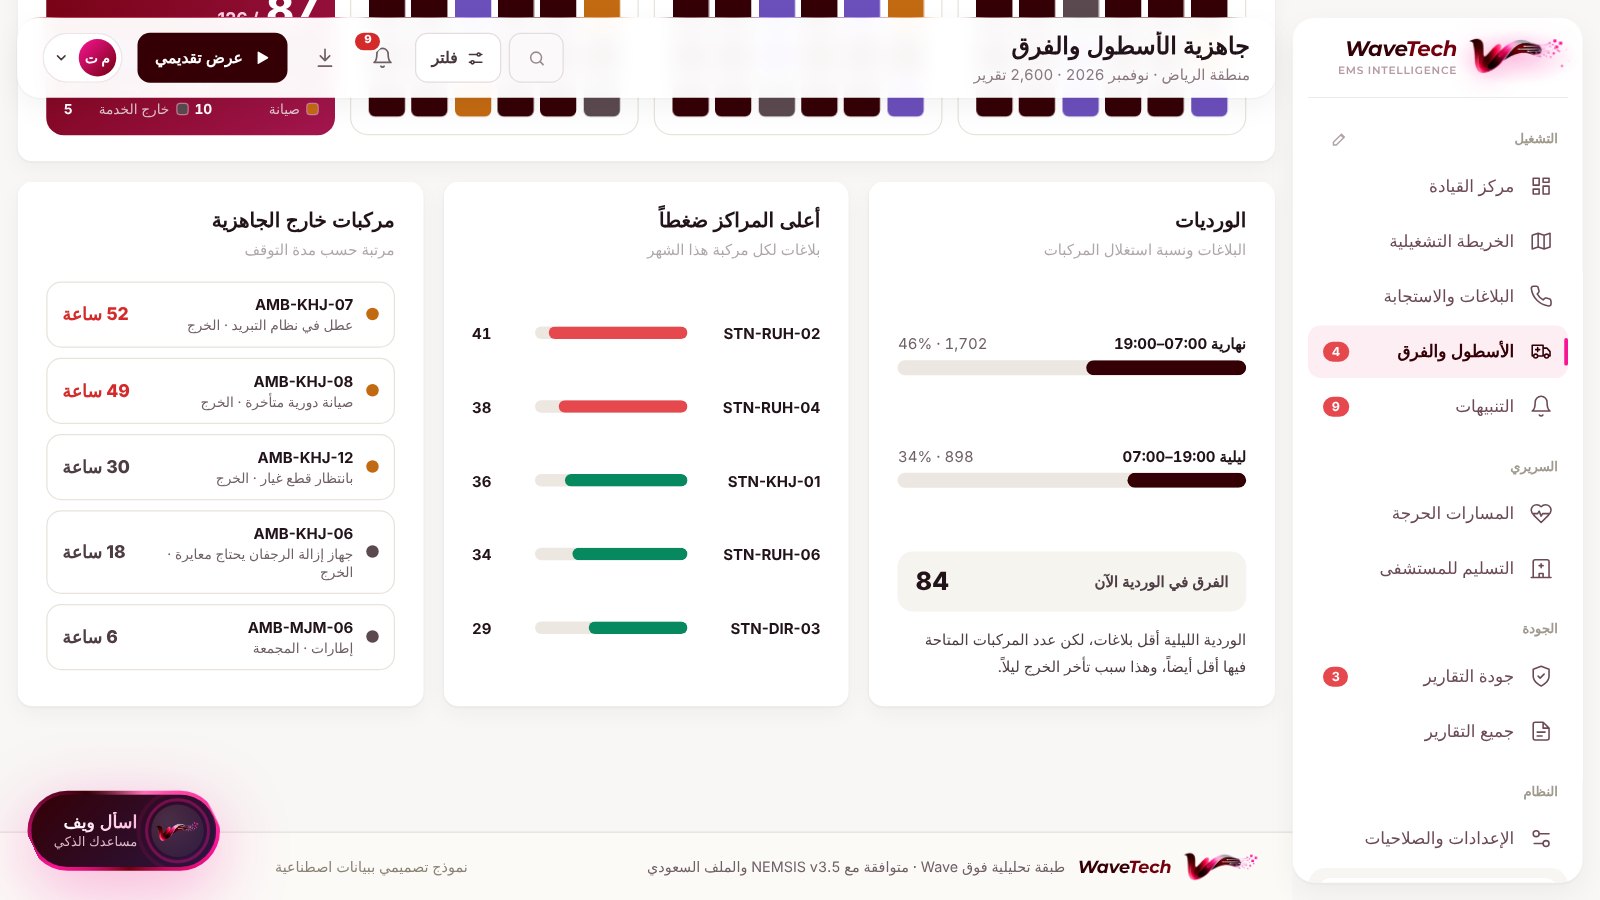 WaveTech
EMS INTELLIGENCE
التشغيل
مركز القيادة
الخريطة التشغيلية
البلاغات والاستجابة
الأسطول والفرق
4
التنبيهات
9
السريري
المسارات الحرجة
التسليم للمستشفى
الجودة
جودة التقارير
3
جميع التقارير
النظام
الإعدادات والصلاحيات
جاهزية الأسطول والفرق
منطقة الرياض · نوفمبر 2026 · 2,600 تقرير
فلتر
9
عرض تقديمي
م ت
صيانة
10
خارج الخدمة
5
الورديات
البلاغات ونسبة استغلال المركبات
نهارية 07:00–19:00
1,702 · 46%
ليلية 19:00–07:00
898 · 34%
الفرق في الوردية الآن
84
الوردية الليلية أقل بلاغات، لكن عدد المركبات المتاحة
فيها أقل أيضاً، وهذا سبب تأخر الخرج ليلاً.
أعلى المراكز ضغطاً
بلاغات لكل مركبة هذا الشهر
STN-RUH-02
41
STN-RUH-04
38
STN-KHJ-01
36
STN-RUH-06
34
STN-DIR-03
29
مركبات خارج الجاهزية
مرتبة حسب مدة التوقف
AMB-KHJ-07
عطل في نظام التبريد · الخرج
52 ساعة
AMB-KHJ-08
صيانة دورية متأخرة · الخرج
49 ساعة
AMB-KHJ-12
بانتظار قطع غيار · الخرج
30 ساعة
AMB-KHJ-06
جهاز إزالة الرجفان يحتاج معايرة ·
الخرج
18 ساعة
AMB-MJM-06
إطارات · المجمعة
6 ساعة
WaveTech
طبقة تحليلية فوق Wave · متوافقة مع NEMSIS v3.5 والملف السعودي
نموذج تصميمي ببيانات اصطناعية
اسأل ويف
مساعدك الذكي